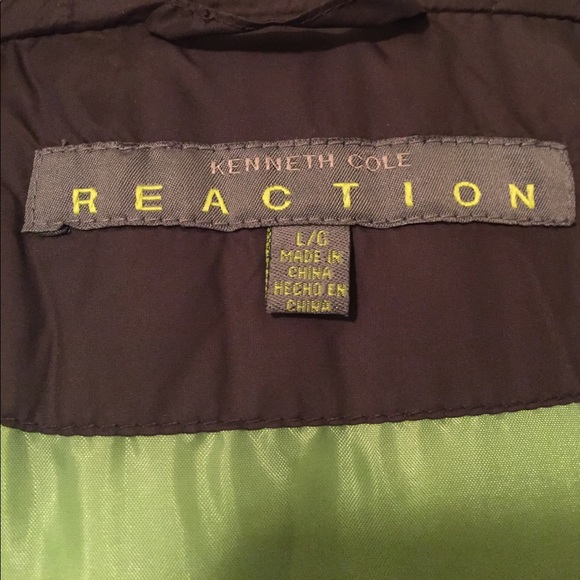 KENNETH COLE
REACTION
L/G
MADE IN
CHINA
HECHO EN
CHINA